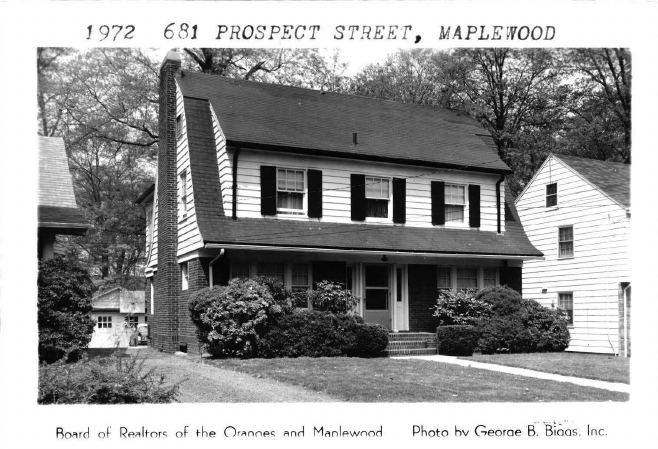 1972 681 PROSPECT STREET, MAPLEWOOD
Board of Realtors of the Oranges and Maplewood Photo by George B. Biggs, Inc.